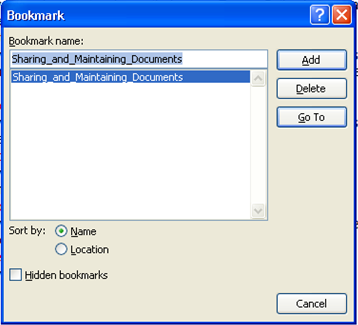 Bookmark
Bookmark name:
Sharing_and_Maintaining_Documents
Add
Sharing_and_Maintaining_Documents
Delete
Go To
Sort by: Name
Location
Hidden bookmarks
Cancel